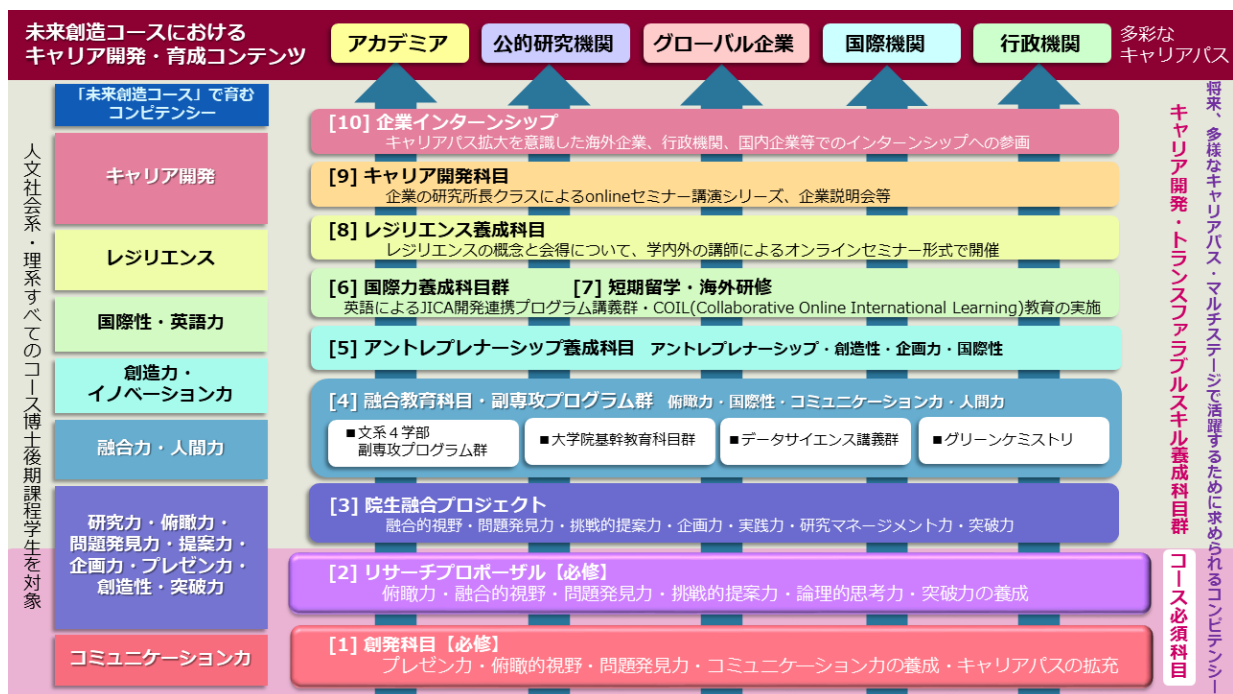 未来創造コースにおける
キャリア開発・育成コンテンツ
アカデミア
公的研究機関
グローバル企業
国際機関
行政機関
多彩な
キャリアパス
「未来創造コース」で育む
コンピテンシー
キャリア開発
レジリエンス
国際性・英語力
創造力・
イノベーション力
融合力・人間力
研究力・俯瞰力・
問題発見力・提案力・
企画力・プレゼン力・
創造性・突破力
コミュニケーション力
人文社会系・理系すべてのコース博士後期課程学生を対象
[10] 企業インターンシップ
キャリアパス拡大を意識した海外企業、行政機関、国内企業等でのインターンシップへの参画
[9] キャリア開発科目
企業の研究所長クラスによるonlineセミナー講演シリーズ、企業説明会等
[8] レジリエンス養成科目
レジリエンスの概念と会得について、学内外の講師によるオンラインセミナー形式で開催
[6] 国際力養成科目群 [7] 短期留学・海外研修
英語によるJICA開発連携プログラム講義群・COIL(Collaborative Online International Learning)教育の実施
[5] アントレプレナーシップ養成科目 アントレプレナーシップ・創造性・企画力・国際性
[4] 融合教育科目・副専攻プログラム群 俯瞰力・国際性・コミュニケーション力・人間力
■文系４学部
副専攻プログラム群
■大学院基幹教育科目群
■データサイエンス講義群
■グリーンケミストリ
[3] 院生融合プロジェクト
融合的視野・問題発見力・挑戦的提案力・企画力・実践力・研究マネージメント力・突破力
[2] リサーチプロポーザル【必修】
俯瞰力・融合的視野・問題発見力・挑戦的提案力・論理的思考力・突破力の養成
[1] 創発科目【必修】
プレゼン力・俯瞰的視野・問題発見力・コミュニケーション力の養成・キャリアパスの拡充
キャリア開発・トランスファラブルスキル養成科目群
コース必須科目
将来、多様なキャリアパス・マルチステージで活躍するために求められるコンピテンシー